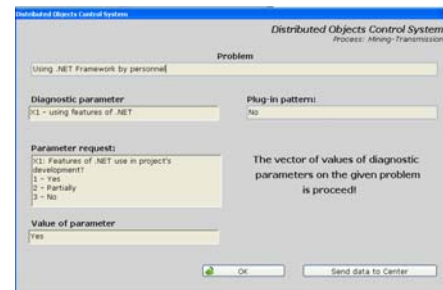 Distributed Objects Control System
Distributed Objects Control System
Process: Mining-Transmission
Problem
Using .NET Framework by personnel
Diagnostic parameter
X1 - using features of .NET
Plug-in pattern:
No
Parameter request:
X1: Features of .NET use in project's
development?
1 - Yes
2 - Partially
3 - No
The vector of values of diagnostic
parameters on the given problem
is proceed!
Value of parameter
Yes
OK
Send data to Center